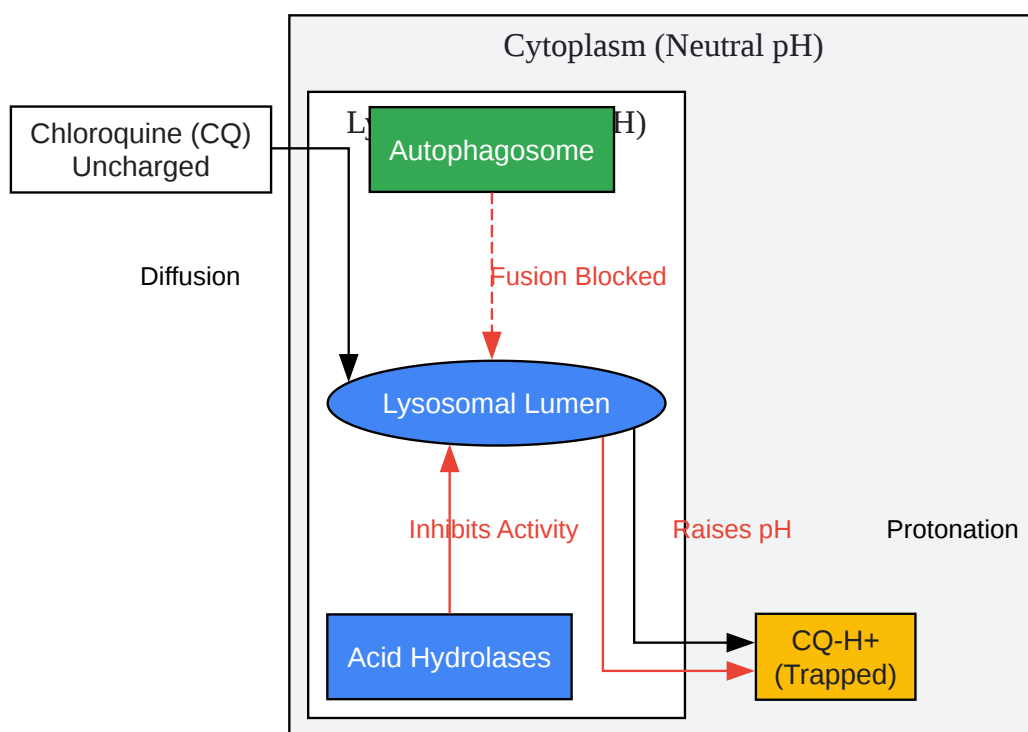 Cytoplasm (Neutral pH)
Chloroquine (CQ)
Uncharged
Autophagosome
Diffusion
Fusion Blocked
Lysosomal Lumen
Inhibits Activity
Raises pH
Protonation
Acid Hydrolases
CQ-H+
(Trapped)